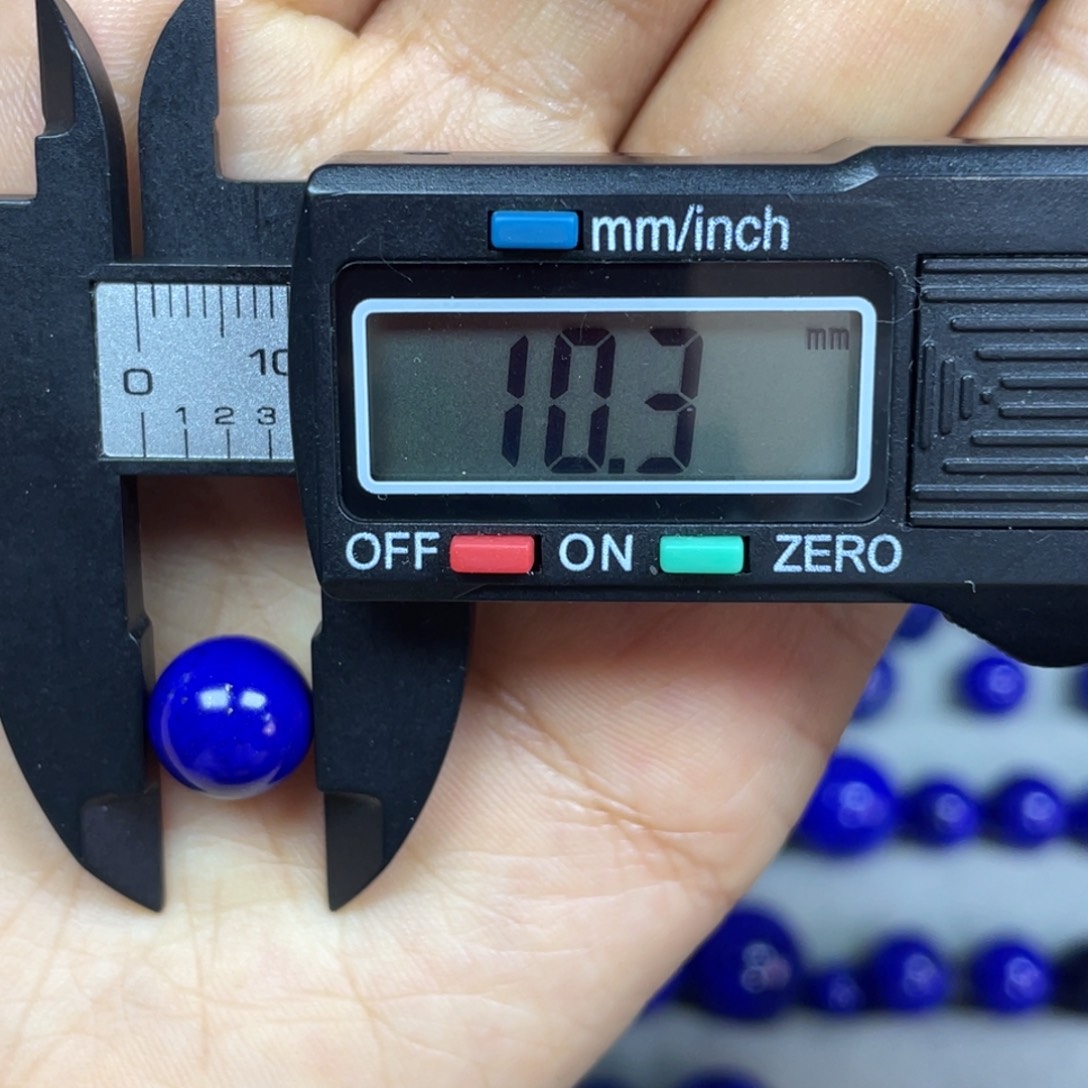 mm/inch
10.3 mm
0 10
1 2 3
OFF ON ZERO